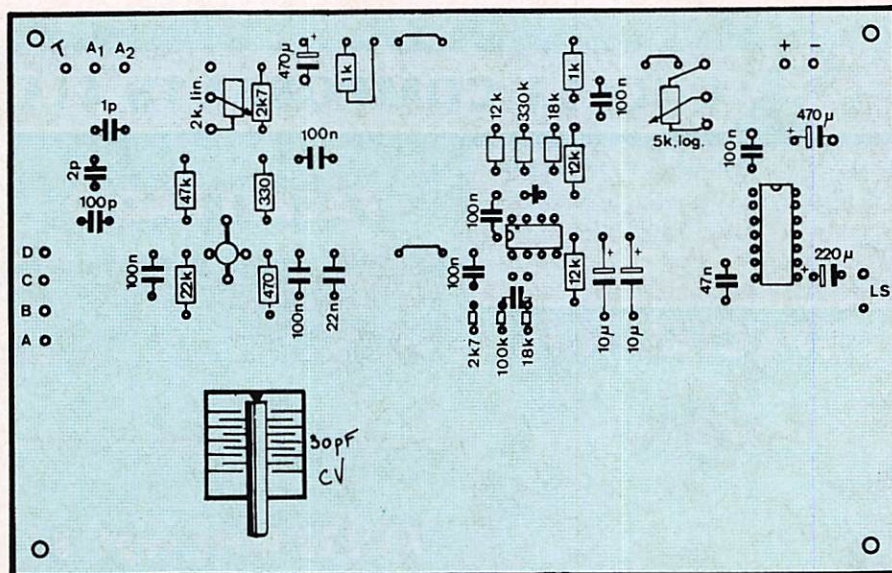 T A1 A2
+ -
470µ
1k
2k, lin.
2k7
1k
100n
1p
12k
330k
18k
470µ
100n
5k, log.
100n
12k
2p
47k
330
100p
100n
D
C
B
A
100n
22k
470
100n
22n
100n
12k
47n
220µ
+
LS
2k7
100k
18k
10µ
10µ
30pF
CV